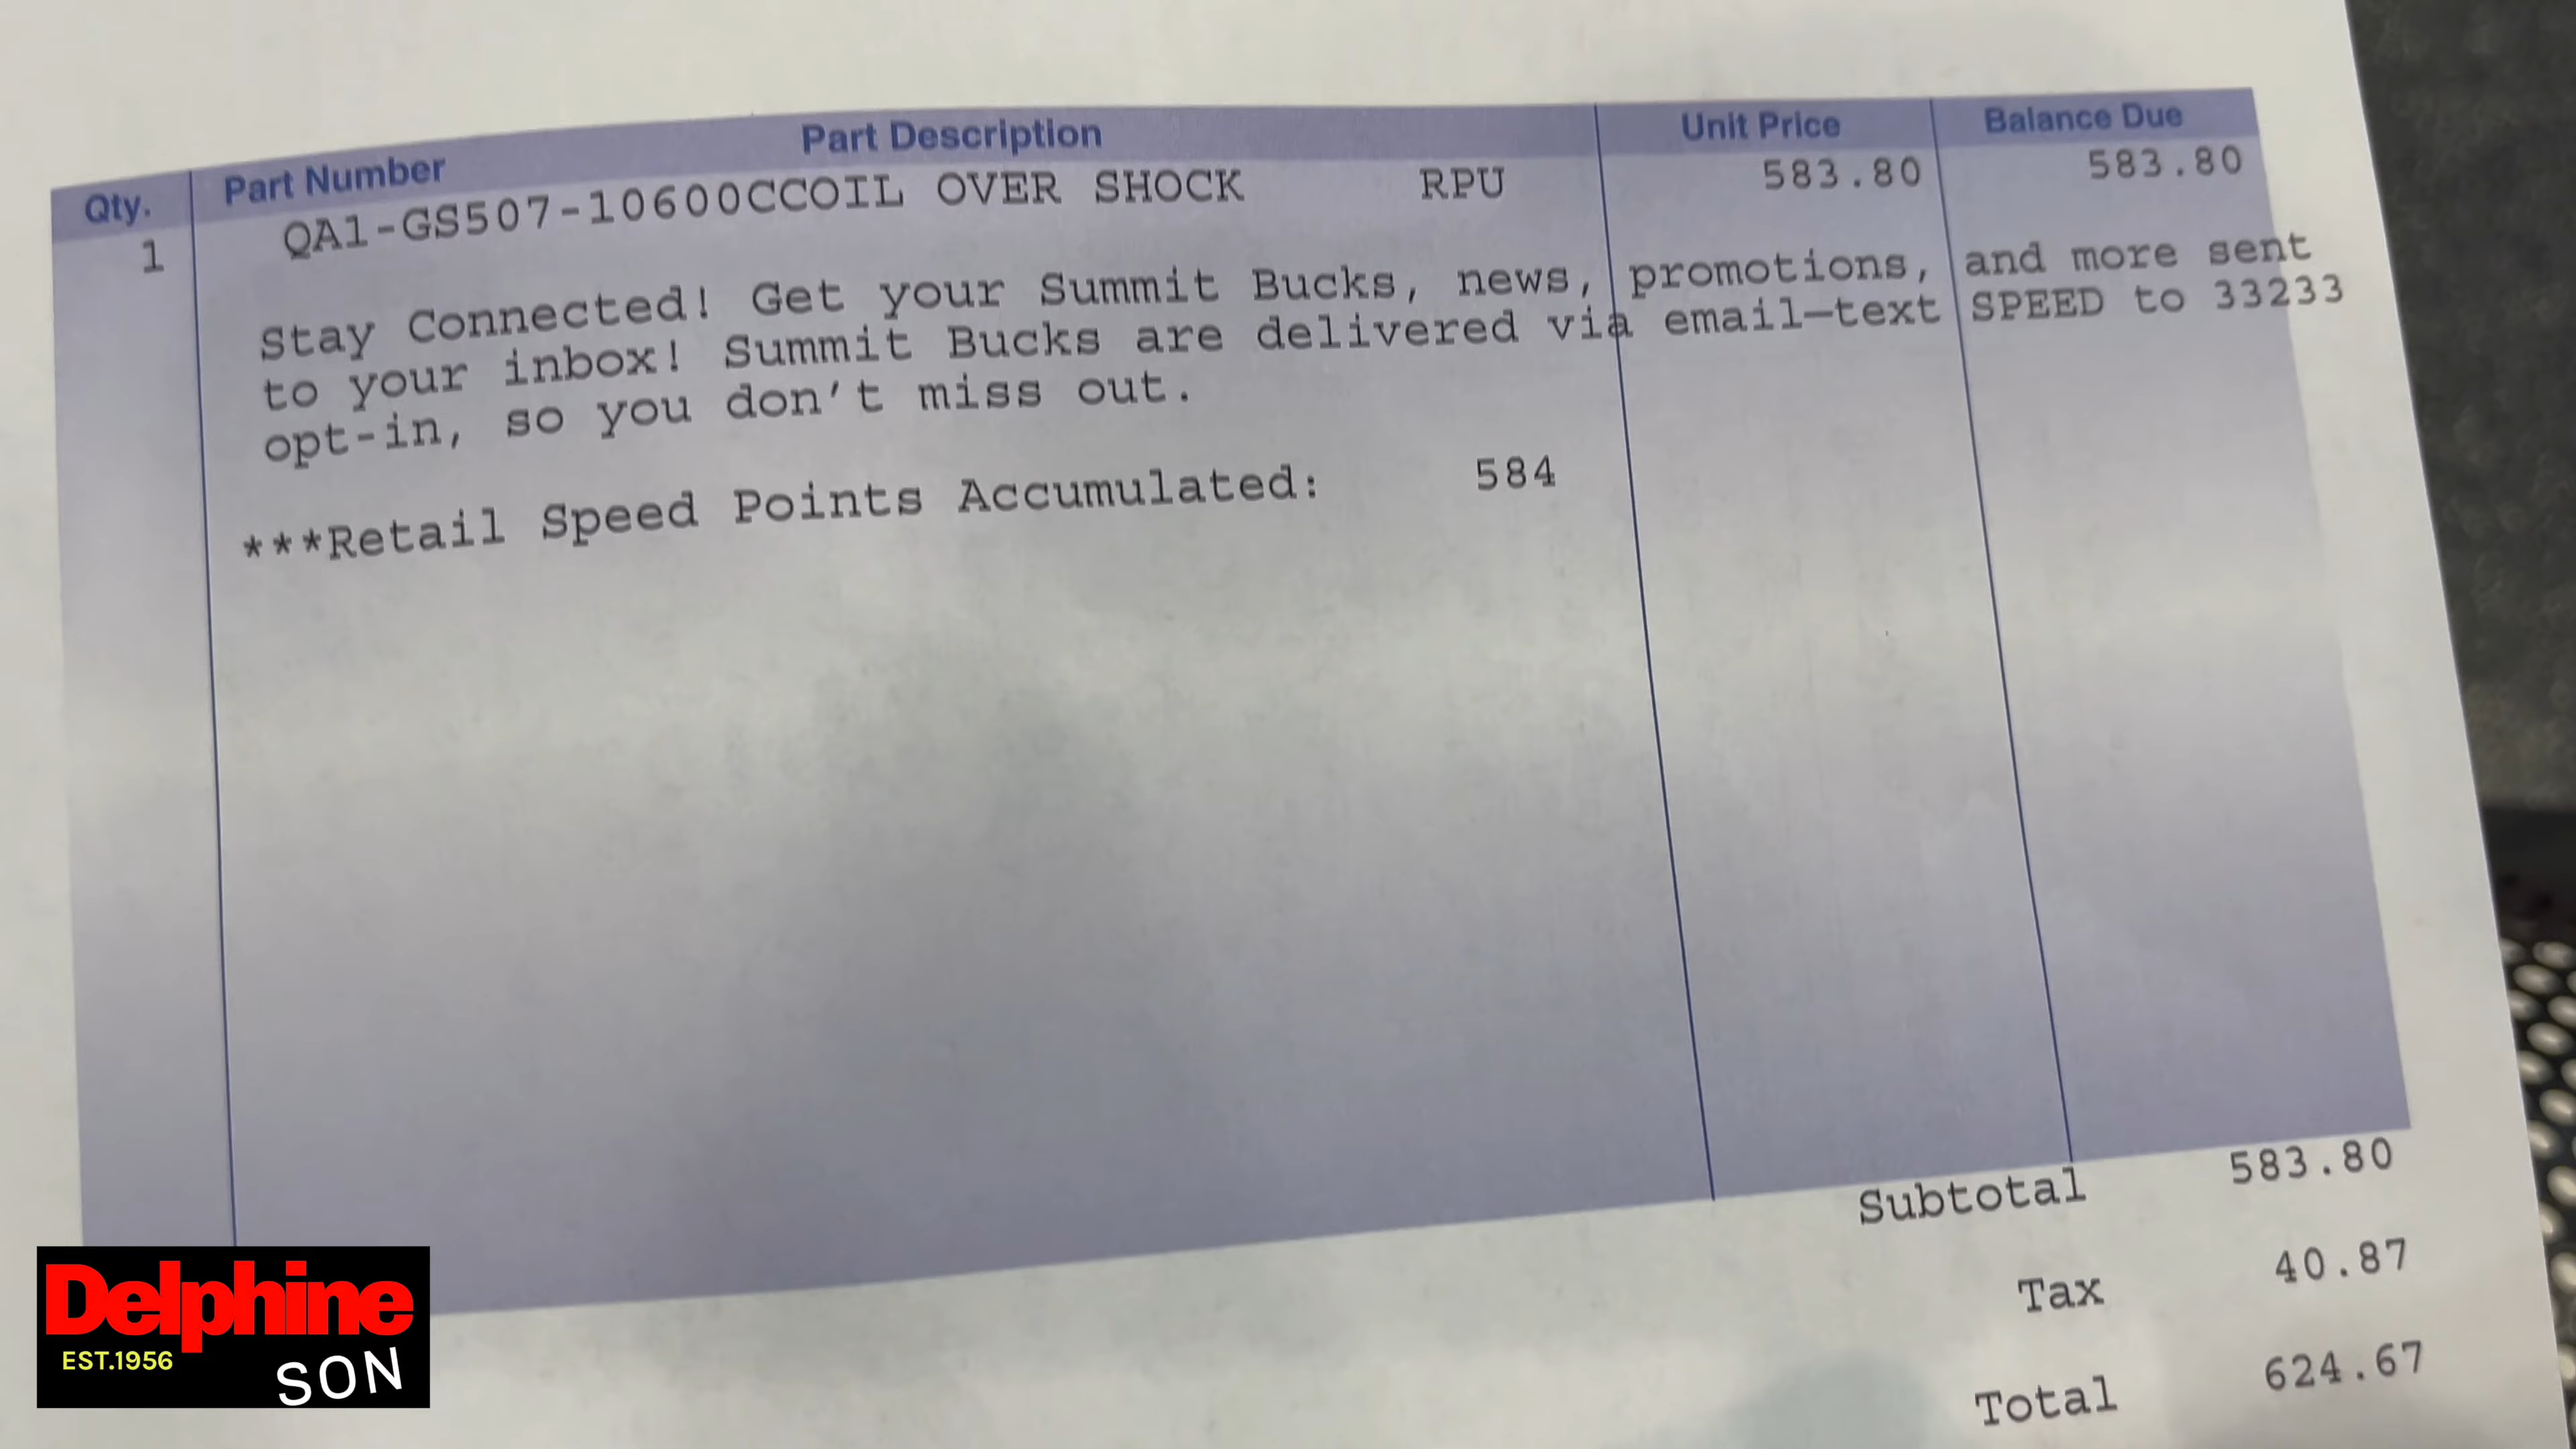 Qty. Part Number Part Description Unit Price Balance Due
1 QA1-GS507-10600CCOIL OVER SHOCK RPU 583.80 583.80
Stay Connected! Get your Summit Bucks, news, promotions, and more sent
to your inbox! Summit Bucks are delivered via email—text SPEED to 33233
opt-in, so you don't miss out.
***Retail Speed Points Accumulated: 584
Subtotal 583.80
Tax 40.87
Total 624.67
Delphine
EST.1956
SON